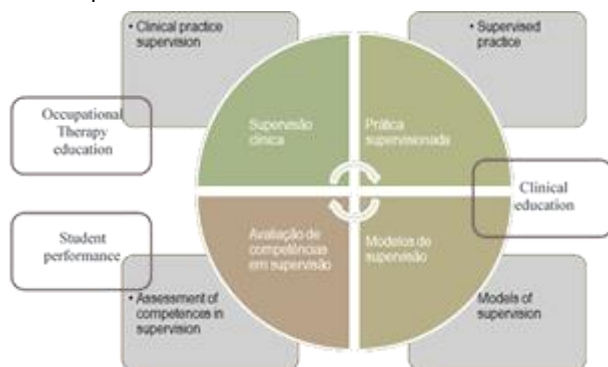 • Clinical practice
supervision
• Supervised
practice
Occupational
Therapy
education
Supervisão
clínica
Prática
supervisionada
Clinical
education
Student
performance
Avaliação de
competências
em supervisão
Modelos de
supervisão
• Assessment of
competences in
supervision
Models of
supervision